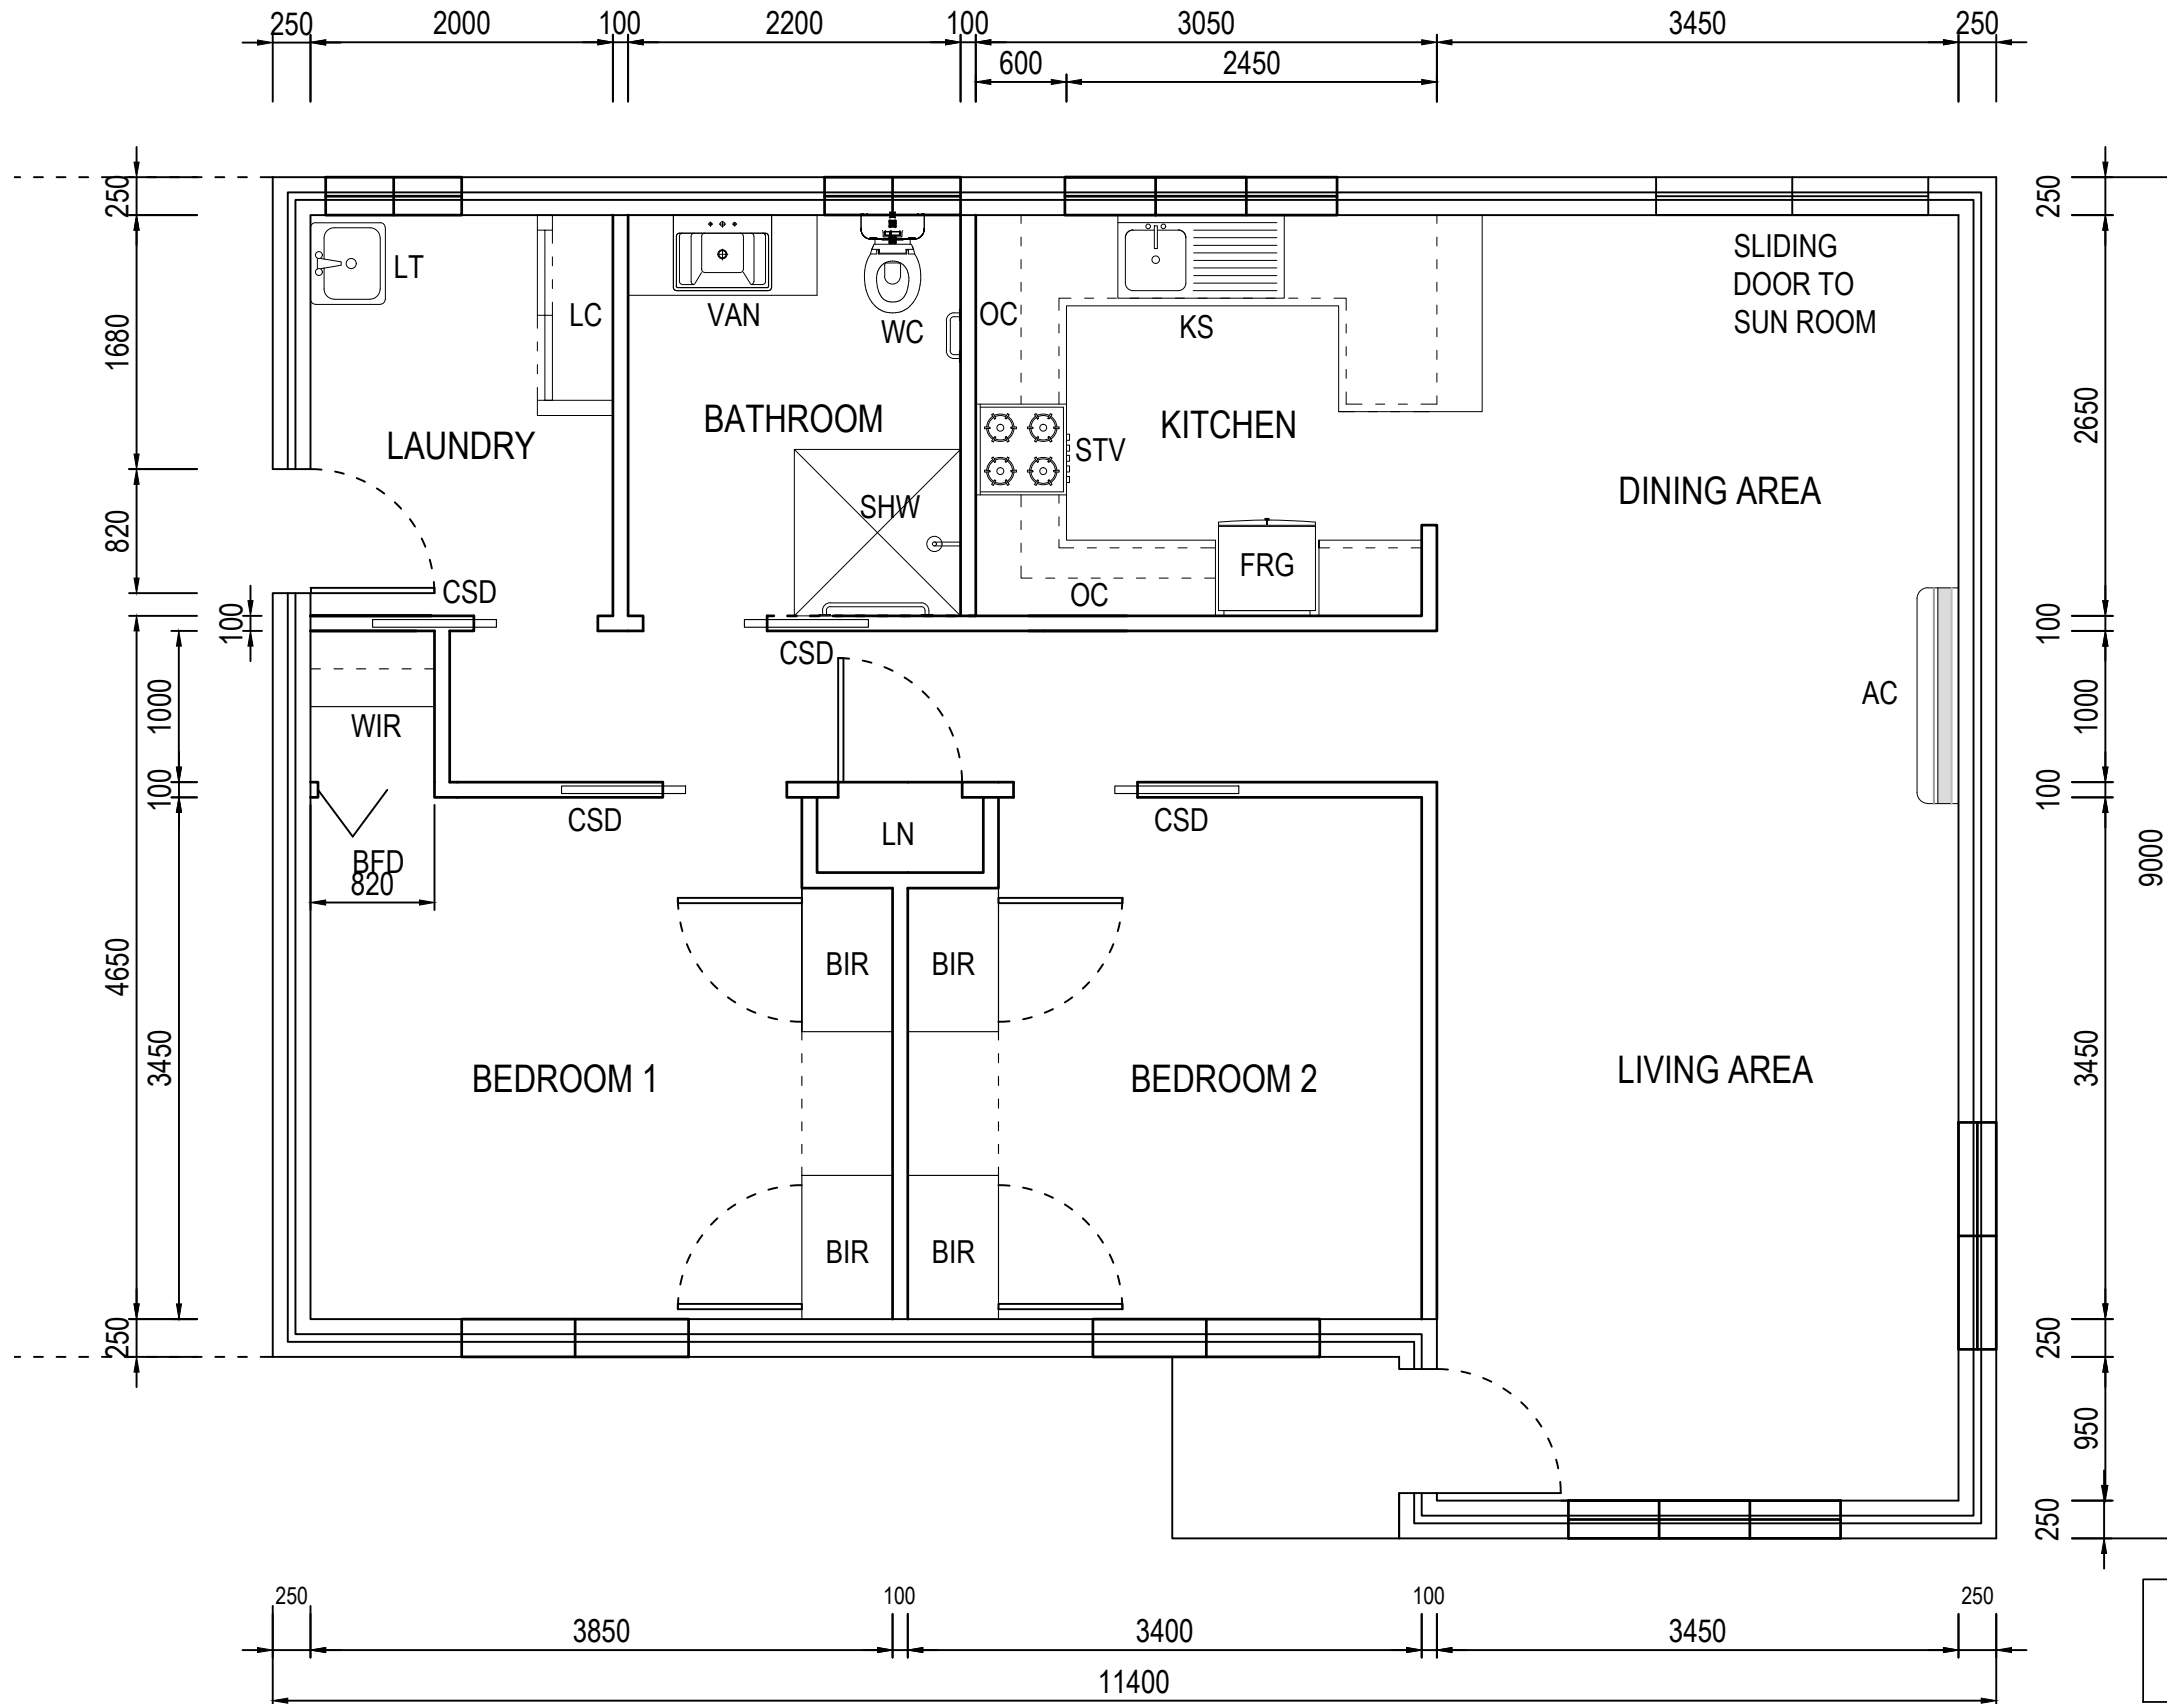 250
2000
100
2200
100
3050
3450
250
600
2450
250
1680
820
100
1000
100
4650
3450
250
LT
LC
VAN
WC
OC
KS
SLIDING
DOOR TO
SUN ROOM
LAUNDRY
BATHROOM
KITCHEN
STV
DINING AREA
SHW
FRG
CSD
OC
CSD
WIR
AC
CSD
LN
CSD
BFD
820
BIR
BIR
BEDROOM 1
BEDROOM 2
LIVING AREA
BIR
BIR
250
2650
100
1000
100
3450
250
950
250
9000
250
100
100
250
3850
3400
3450
11400